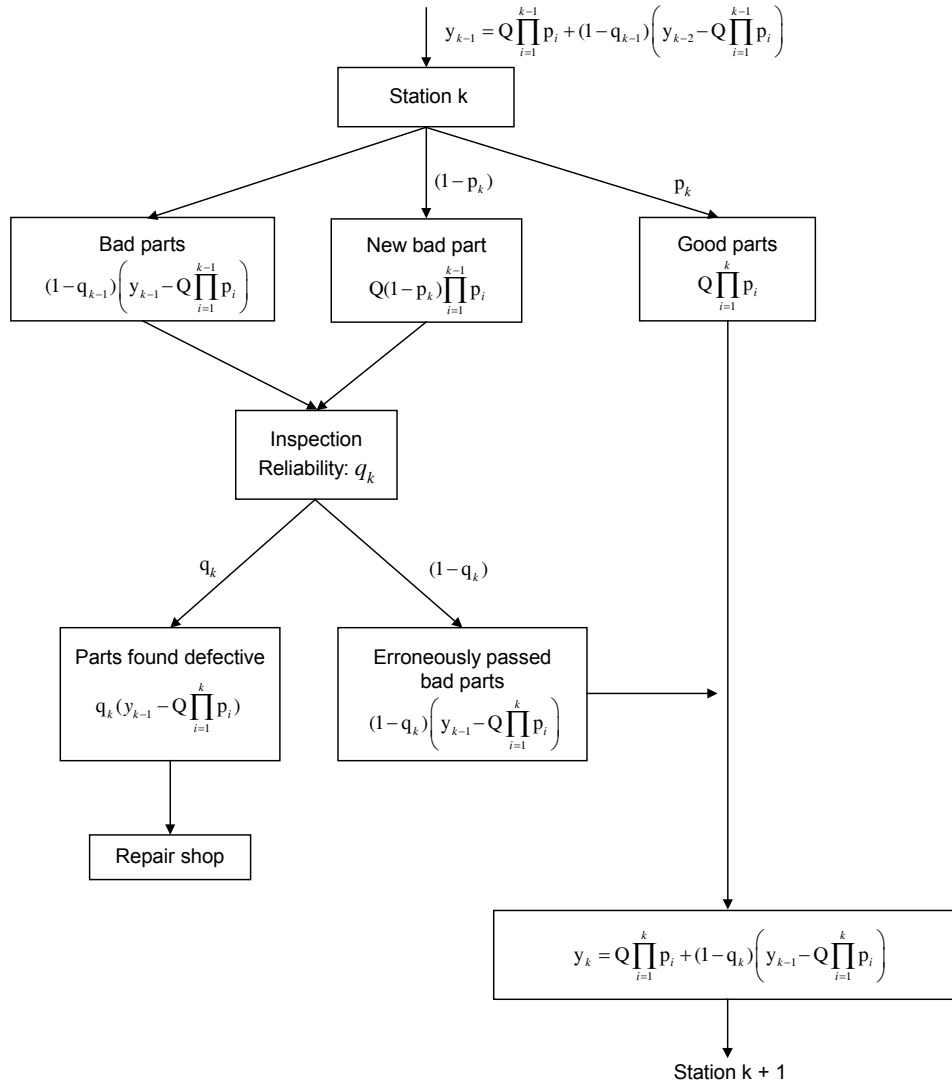 y_{k-1} = Q∏_{i=1}^{k-1} p_i + (1-q_{k-1})(y_{k-2} - Q∏_{i=1}^{k-1} p_i)
Station k
(1-p_k)
p_k
Bad parts
(1-q_{k-1})(y_{k-1} - Q∏_{i=1}^{k-1} p_i)
New bad part
Q(1-p_k)∏_{i=1}^{k-1} p_i
Good parts
Q∏_{i=1}^{k} p_i
Inspection
Reliability: q_k
q_k
(1-q_k)
Parts found defective
q_k(y_{k-1} - Q∏_{i=1}^{k} p_i)
Erroneously passed
bad parts
(1-q_k)(y_{k-1} - Q∏_{i=1}^{k} p_i)
Repair shop
y_k = Q∏_{i=1}^{k} p_i + (1-q_k)(y_{k-1} - Q∏_{i=1}^{k} p_i)
Station k + 1